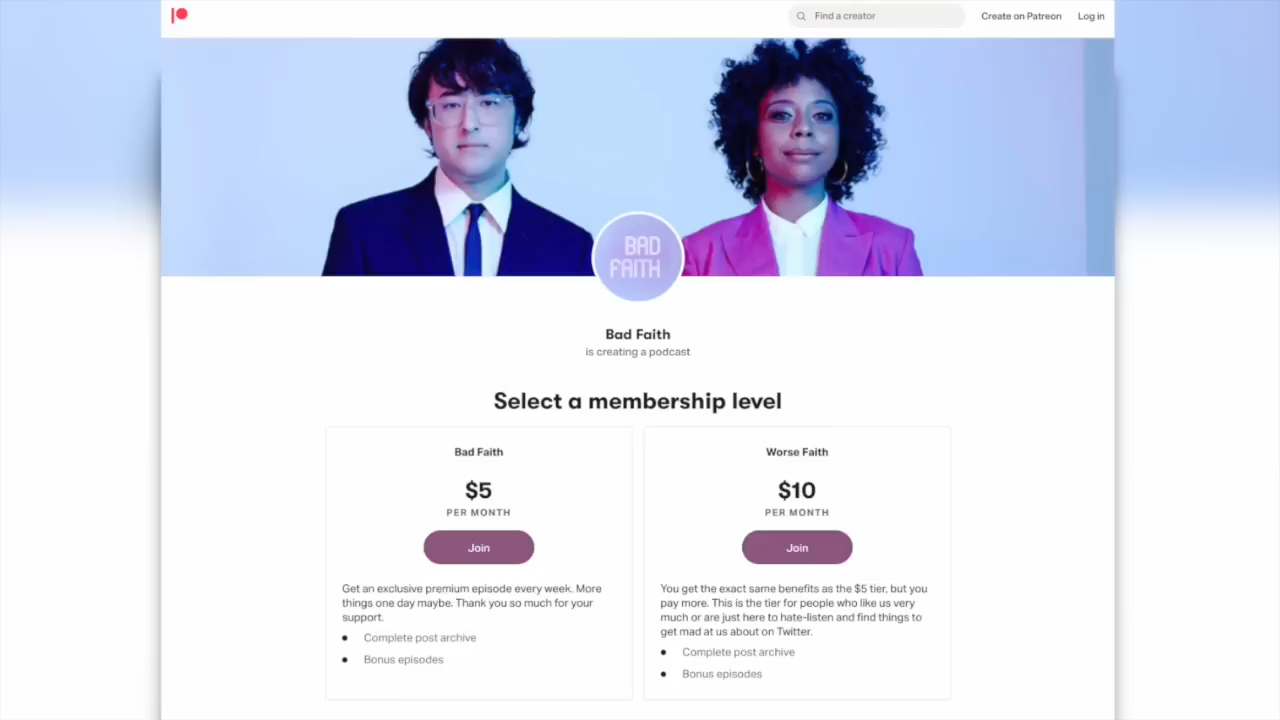 Find a creator
Create on Patreon
Log in
BAD
FAITH
Bad Faith
is creating a podcast
Select a membership level
Bad Faith
$5
PER MONTH
Join
Get an exclusive premium episode every week. More
things one day maybe. Thank you so much for your
support.
Complete post archive
Bonus episodes
Worse Faith
$10
PER MONTH
Join
You get the exact same benefits as the $5 tier, but you
pay more. This is the tier for people who like us very
much or are just here to hate-listen and find things to
get mad at us about on Twitter.
Complete post archive
Bonus episodes